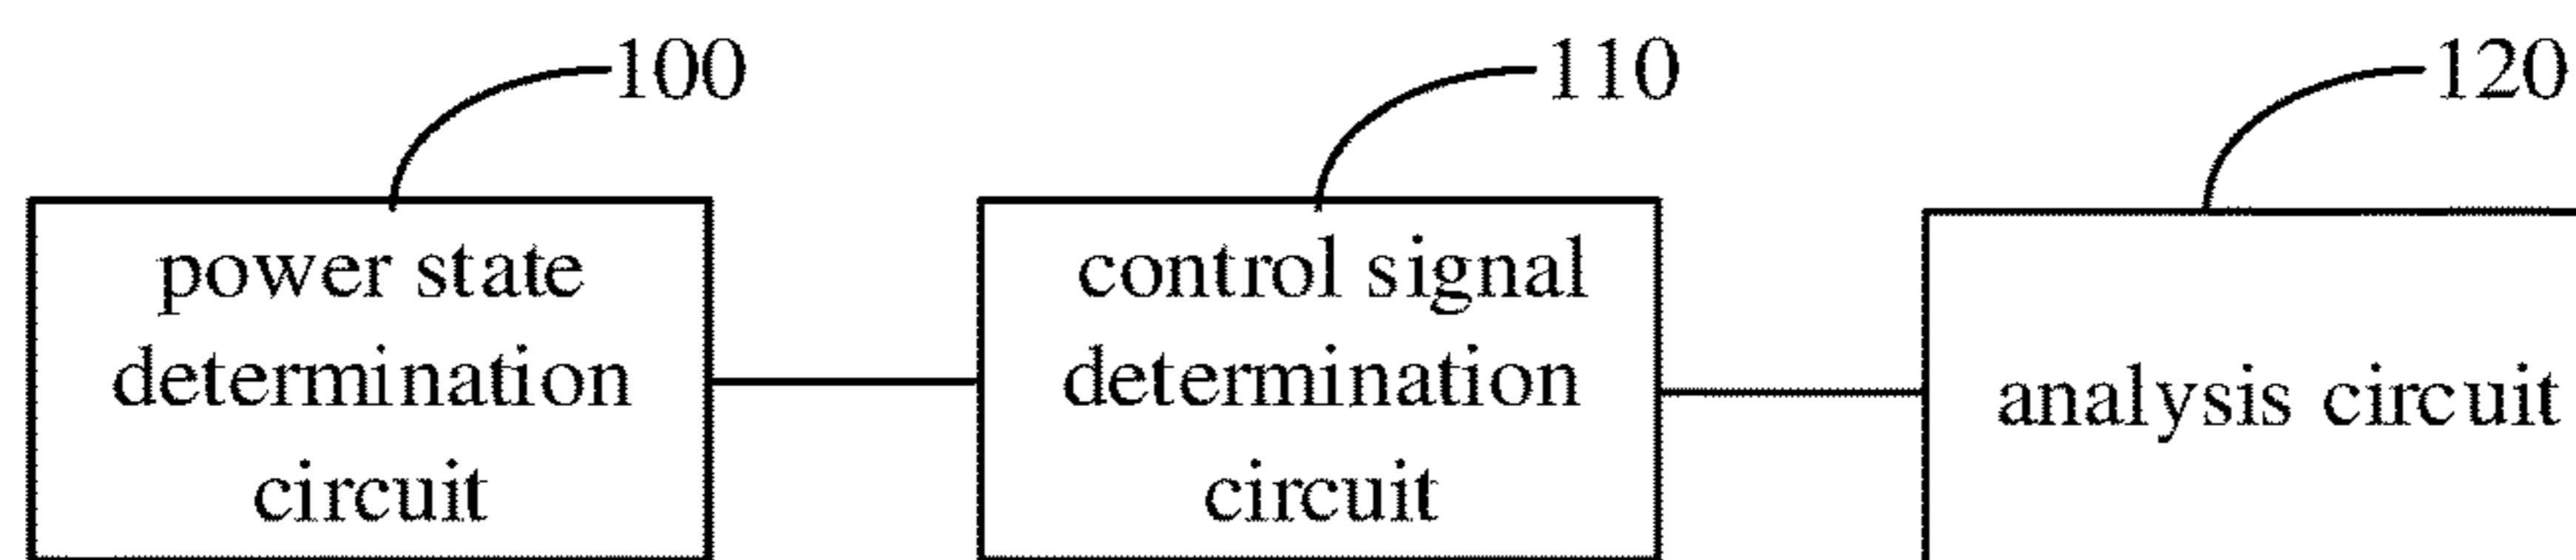 100
110
120
power state
determination
circuit
control signal
determination
circuit
analysis circuit